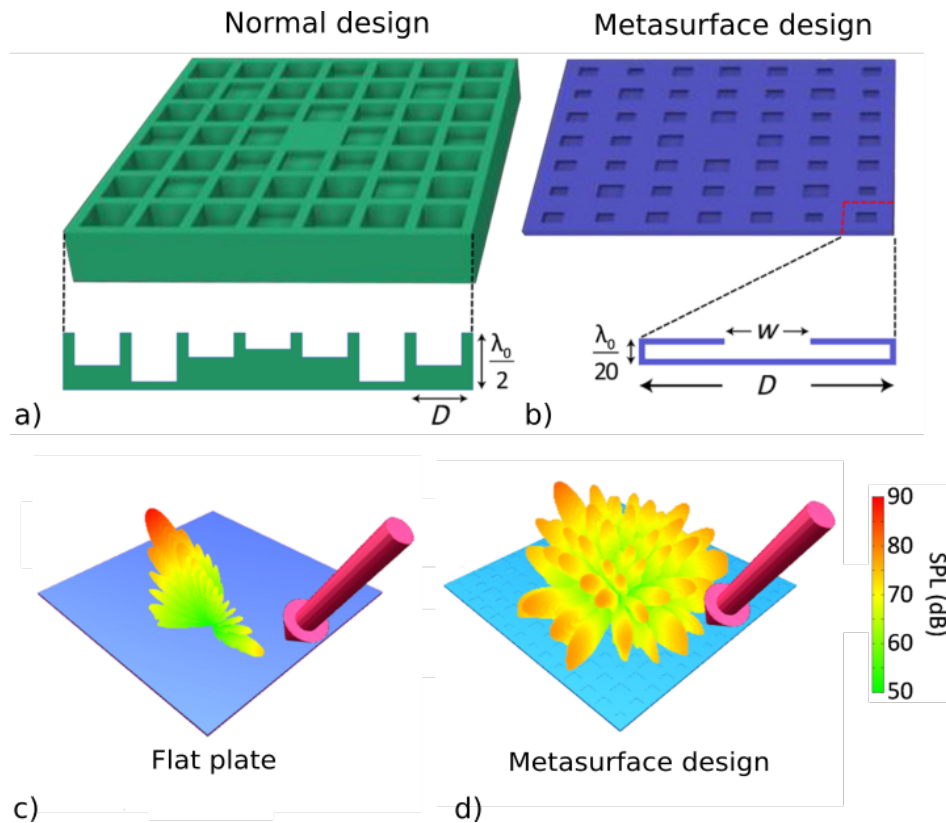 Normal design
Metasurface design
λ₀
2
D
a)
λ₀
20
w
D
b)
Flat plate
c)
Metasurface design
d)
90
80
70
60
50
SPL (dB)